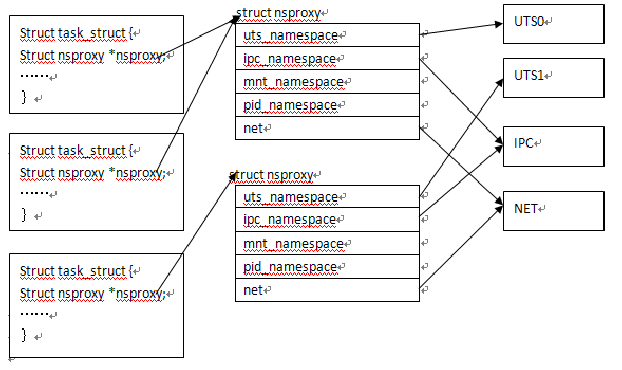 Struct task_struct{
Struct nsproxy *nsproxy;
……
}
Struct task_struct{
Struct nsproxy *nsproxy;
……
}
Struct task_struct{
Struct nsproxy *nsproxy;
……
}
struct nsproxy
uts_namespace
ipc_namespace
mnt_namespace
pid_namespace
net
struct nsproxy
uts_namespace
ipc_namespace
mnt_namespace
pid_namespace
net
UTS0
UTS1
IPC
NET